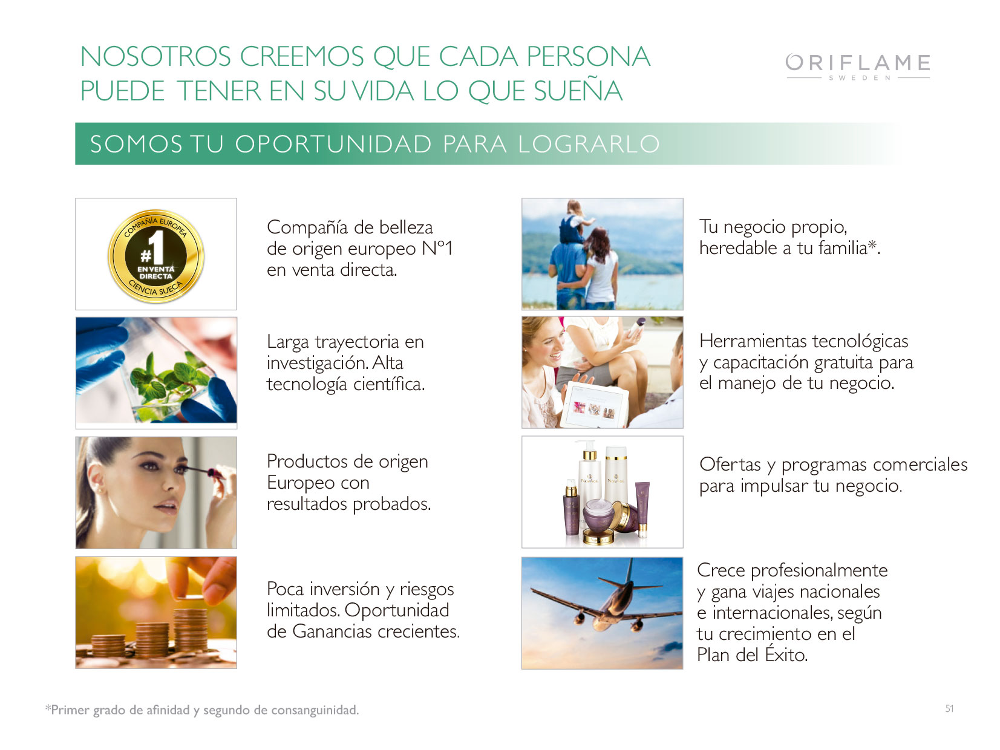 NOSOTROS CREEMOS QUE CADA PERSONA
PUEDE TENER EN SU VIDA LO QUE SUEÑA
ORIFLAME
SWEDEN
SOMOS TU OPORTUNIDAD PARA LOGRARLO
COMPAÑÍA EUROPEA
#1
EN VENTA
DIRECTA
CIENCIA SUECA
Compañía de belleza
de origen europeo Nº1
en venta directa.
Larga trayectoria en
investigación. Alta
tecnología científica.
Productos de origen
Europeo con
resultados probados.
Poca inversión y riesgos
limitados. Oportunidad
de Ganancias crecientes.
Tu negocio propio,
heredable a tu familia*.
Herramientas tecnológicas
y capacitación gratuita para
el manejo de tu negocio.
NOVAGE
NOVAGE
NOVAGE
Ofertas y programas comerciales
para impulsar tu negocio.
Crece profesionalmente
y gana viajes nacionales
e internacionales, según
tu crecimiento en el
Plan del Éxito.
*Primer grado de afinidad y segundo de consanguinidad.
51